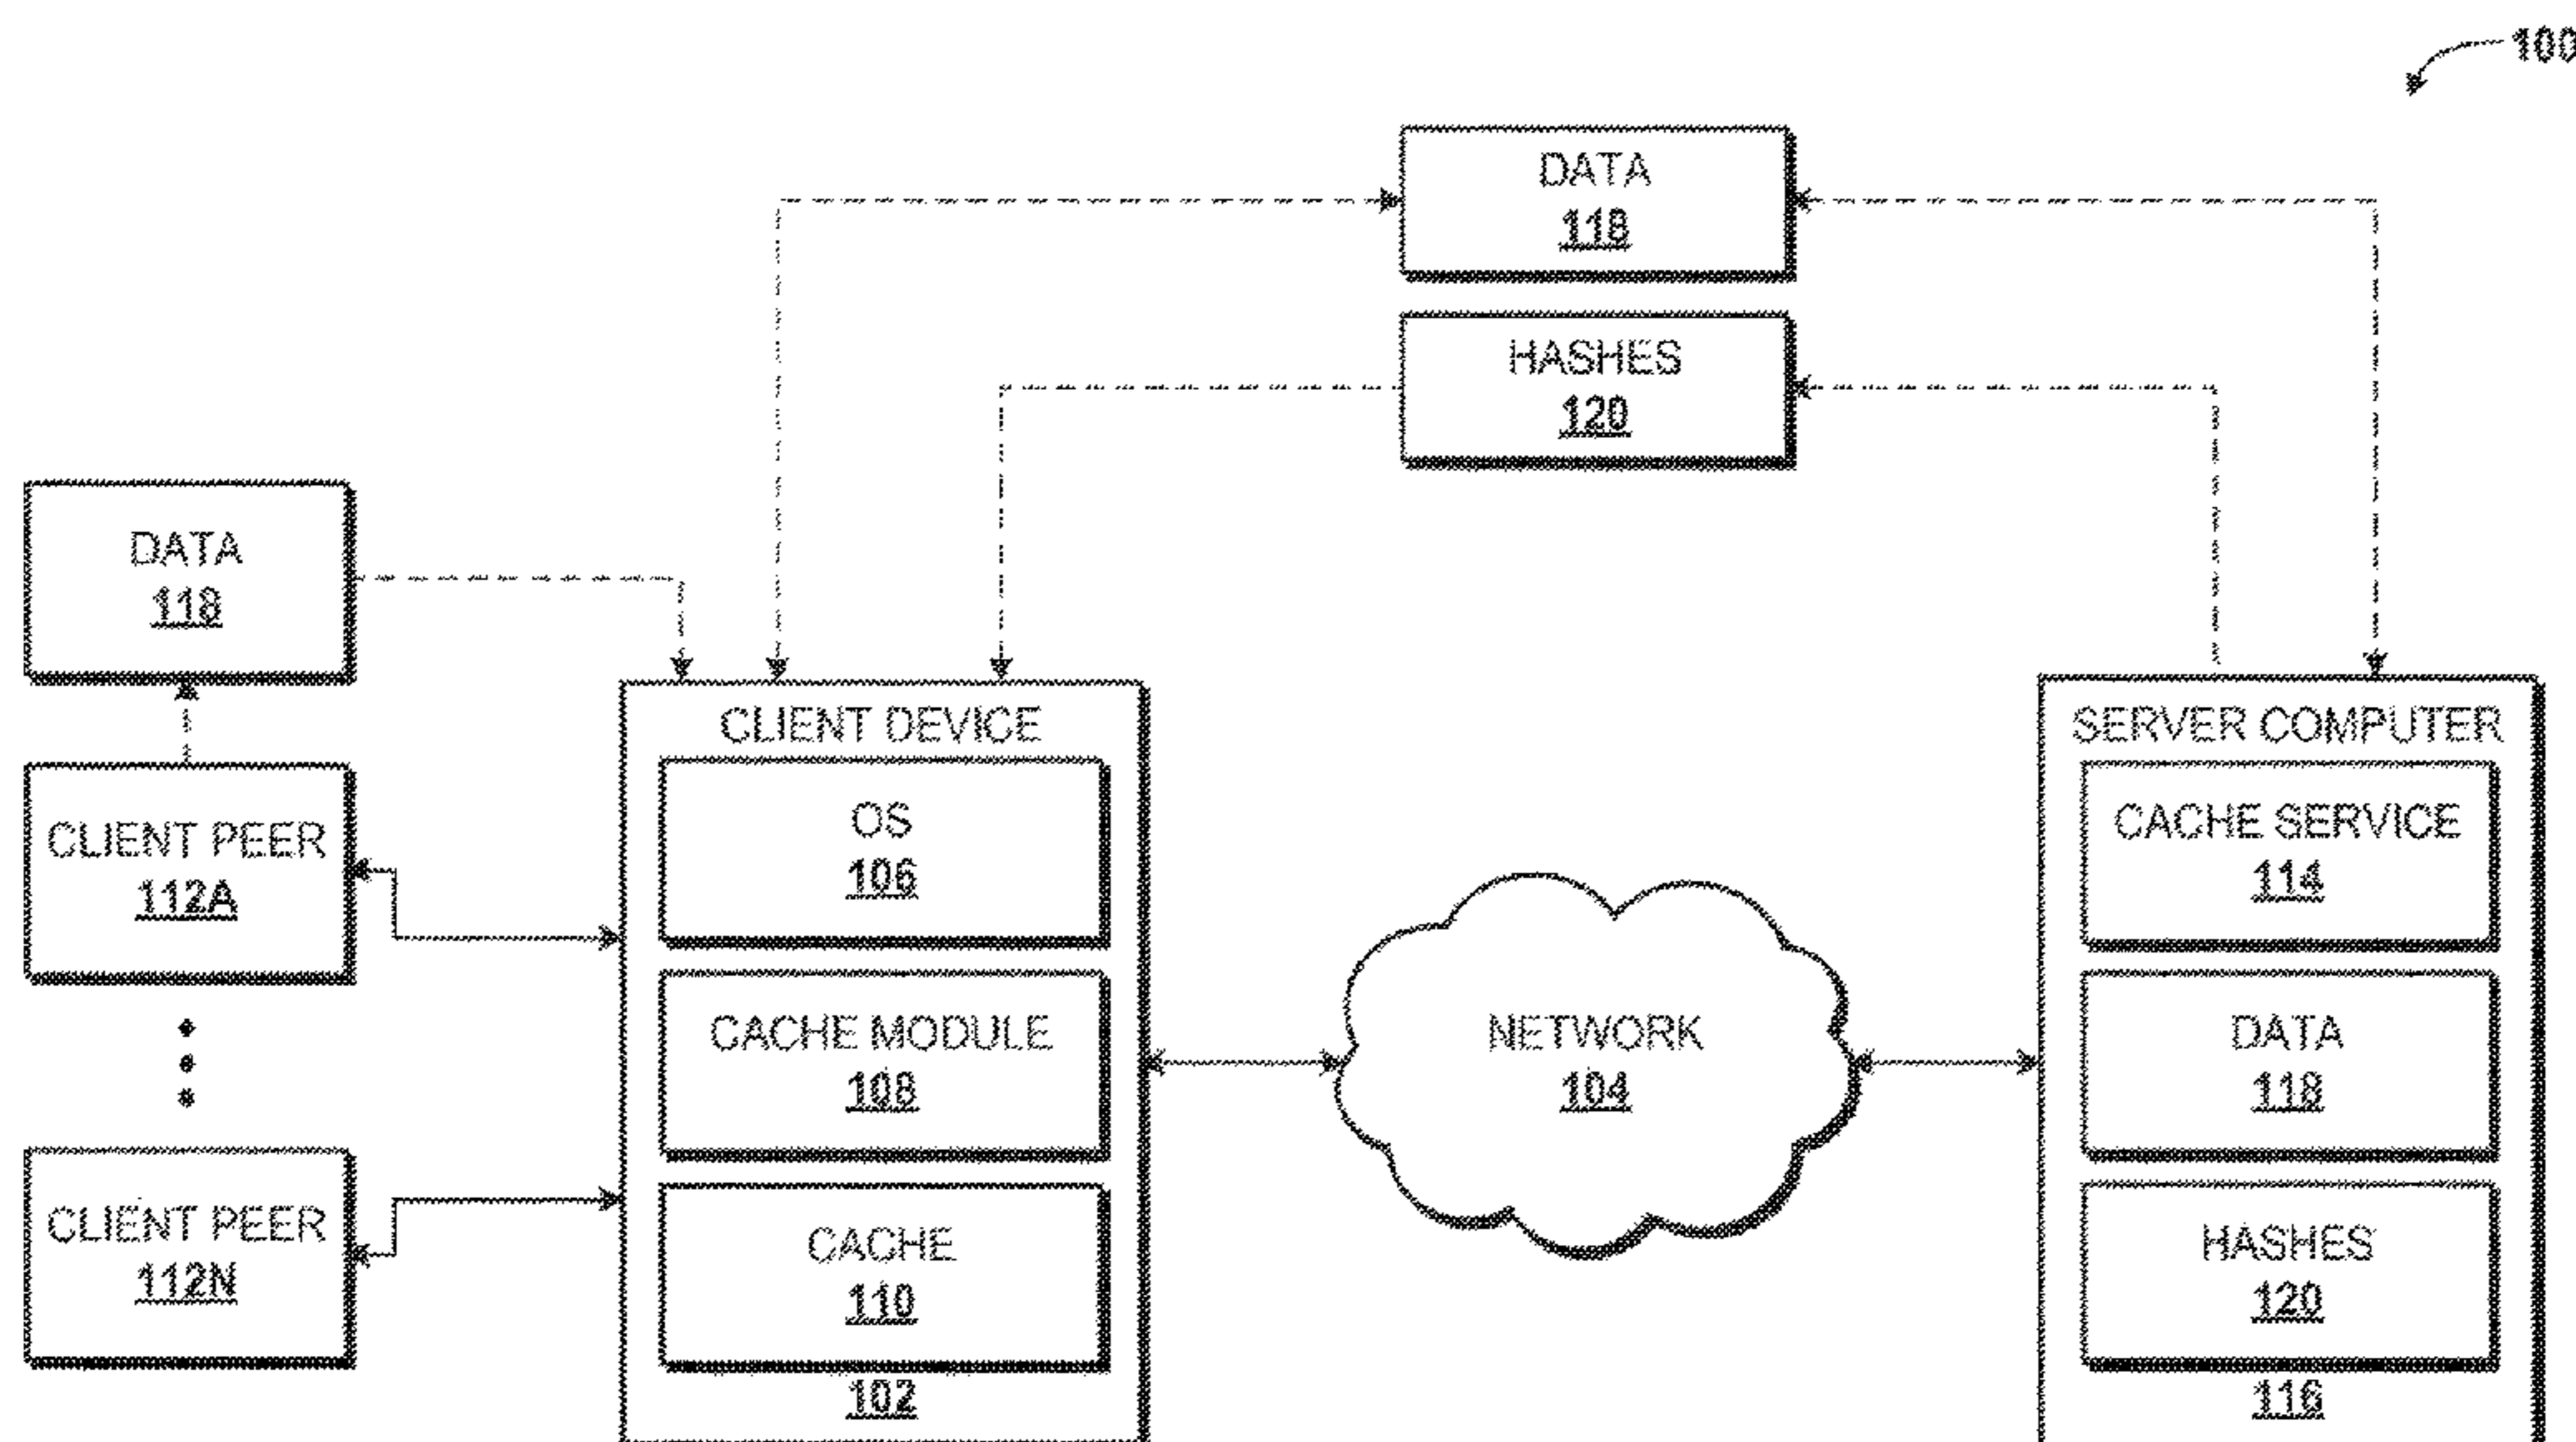 100
DATA
118
HASHES
120
DATA
118
CLIENT PEER
112A
CLIENT PEER
112N
CLIENT DEVICE
OS
106
CACHE MODULE
108
CACHE
110
102
NETWORK
104
SERVER COMPUTER
CACHE SERVICE
114
DATA
118
HASHES
120
116